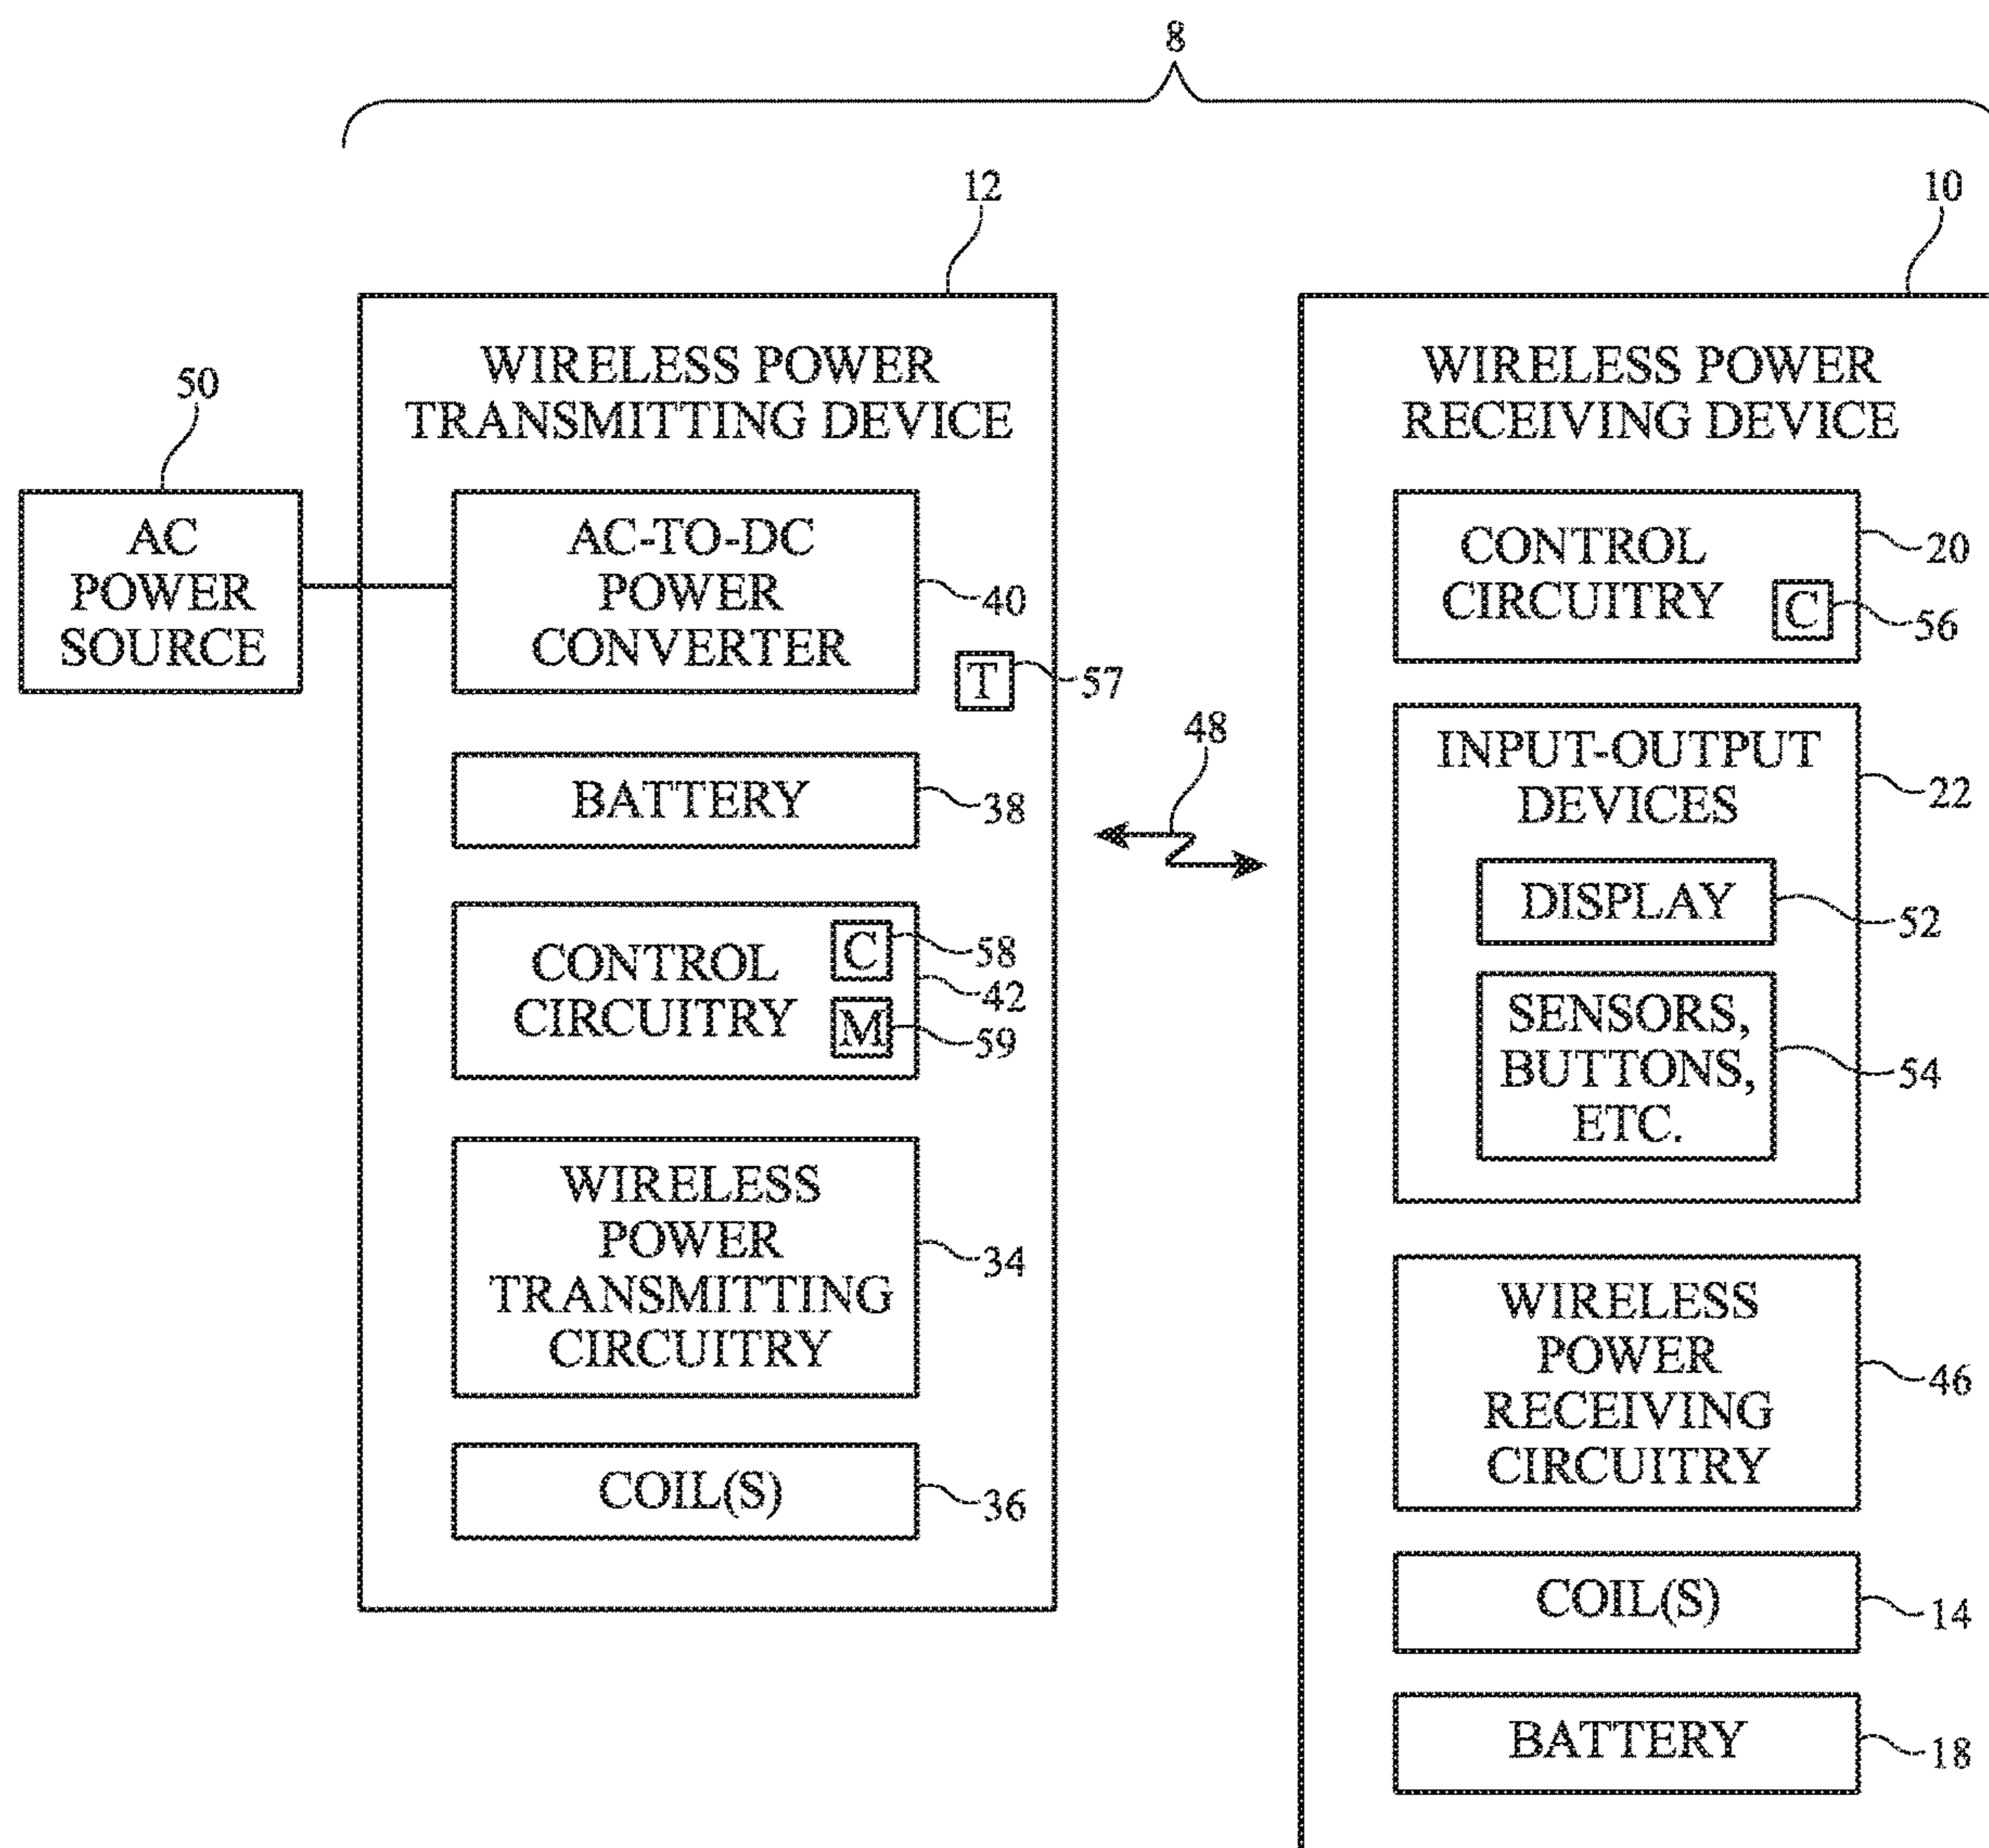 8
12
10
50
WIRELESS POWER
TRANSMITTING DEVICE
AC
POWER
SOURCE
AC-TO-DC
POWER
CONVERTER
40
T
57
BATTERY
38
CONTROL
CIRCUITRY
C
58
42
M
59
WIRELESS
POWER
TRANSMITTING
CIRCUITRY
34
COIL(S)
36
48
WIRELESS POWER
RECEIVING DEVICE
CONTROL
CIRCUITRY
20
C
56
INPUT-OUTPUT
DEVICES
22
DISPLAY
52
SENSORS,
BUTTONS,
ETC.
54
WIRELESS
POWER
RECEIVING
CIRCUITRY
46
COIL(S)
14
BATTERY
18